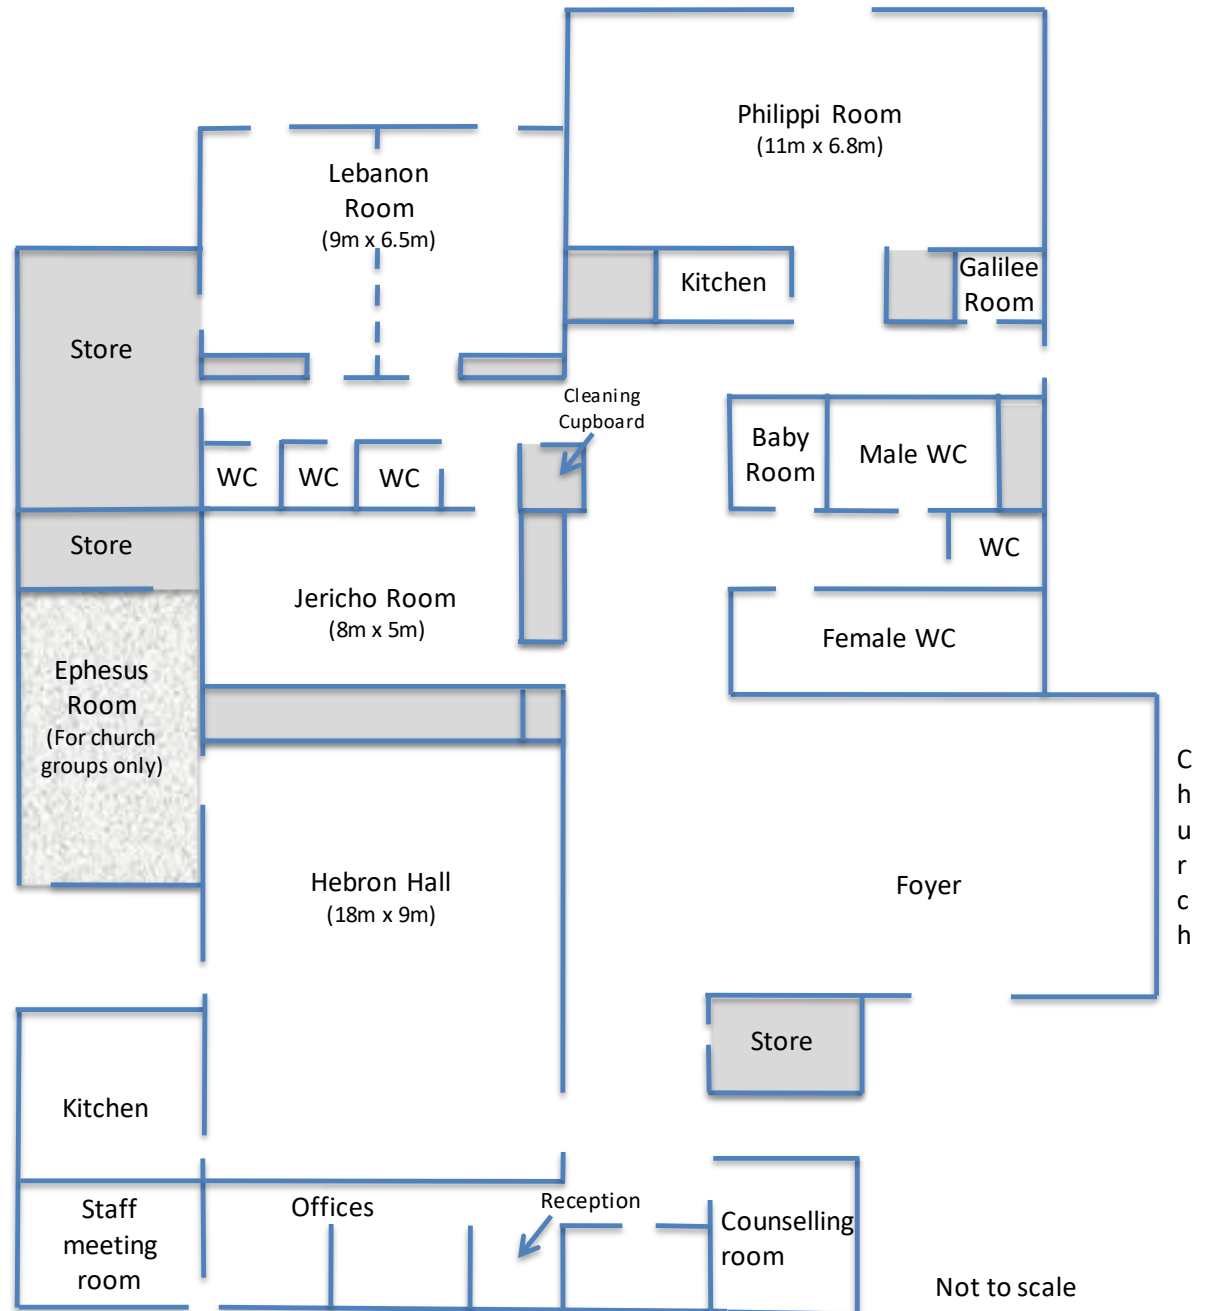 Philippi Room
(11m x 6.8m)
Lebanon
Room
(9m x 6.5m)
Kitchen
Galilee
Room
Store
Cleaning
Cupboard
Baby
Room
Male WC
WC
WC
WC
WC
Store
Jericho Room
(8m x 5m)
Female WC
Ephesus
Room
(For church
groups only)
Church
Hebron Hall
(18m x 9m)
Foyer
Store
Kitchen
Staff
meeting
room
Offices
Reception
Counselling
room
Not to scale